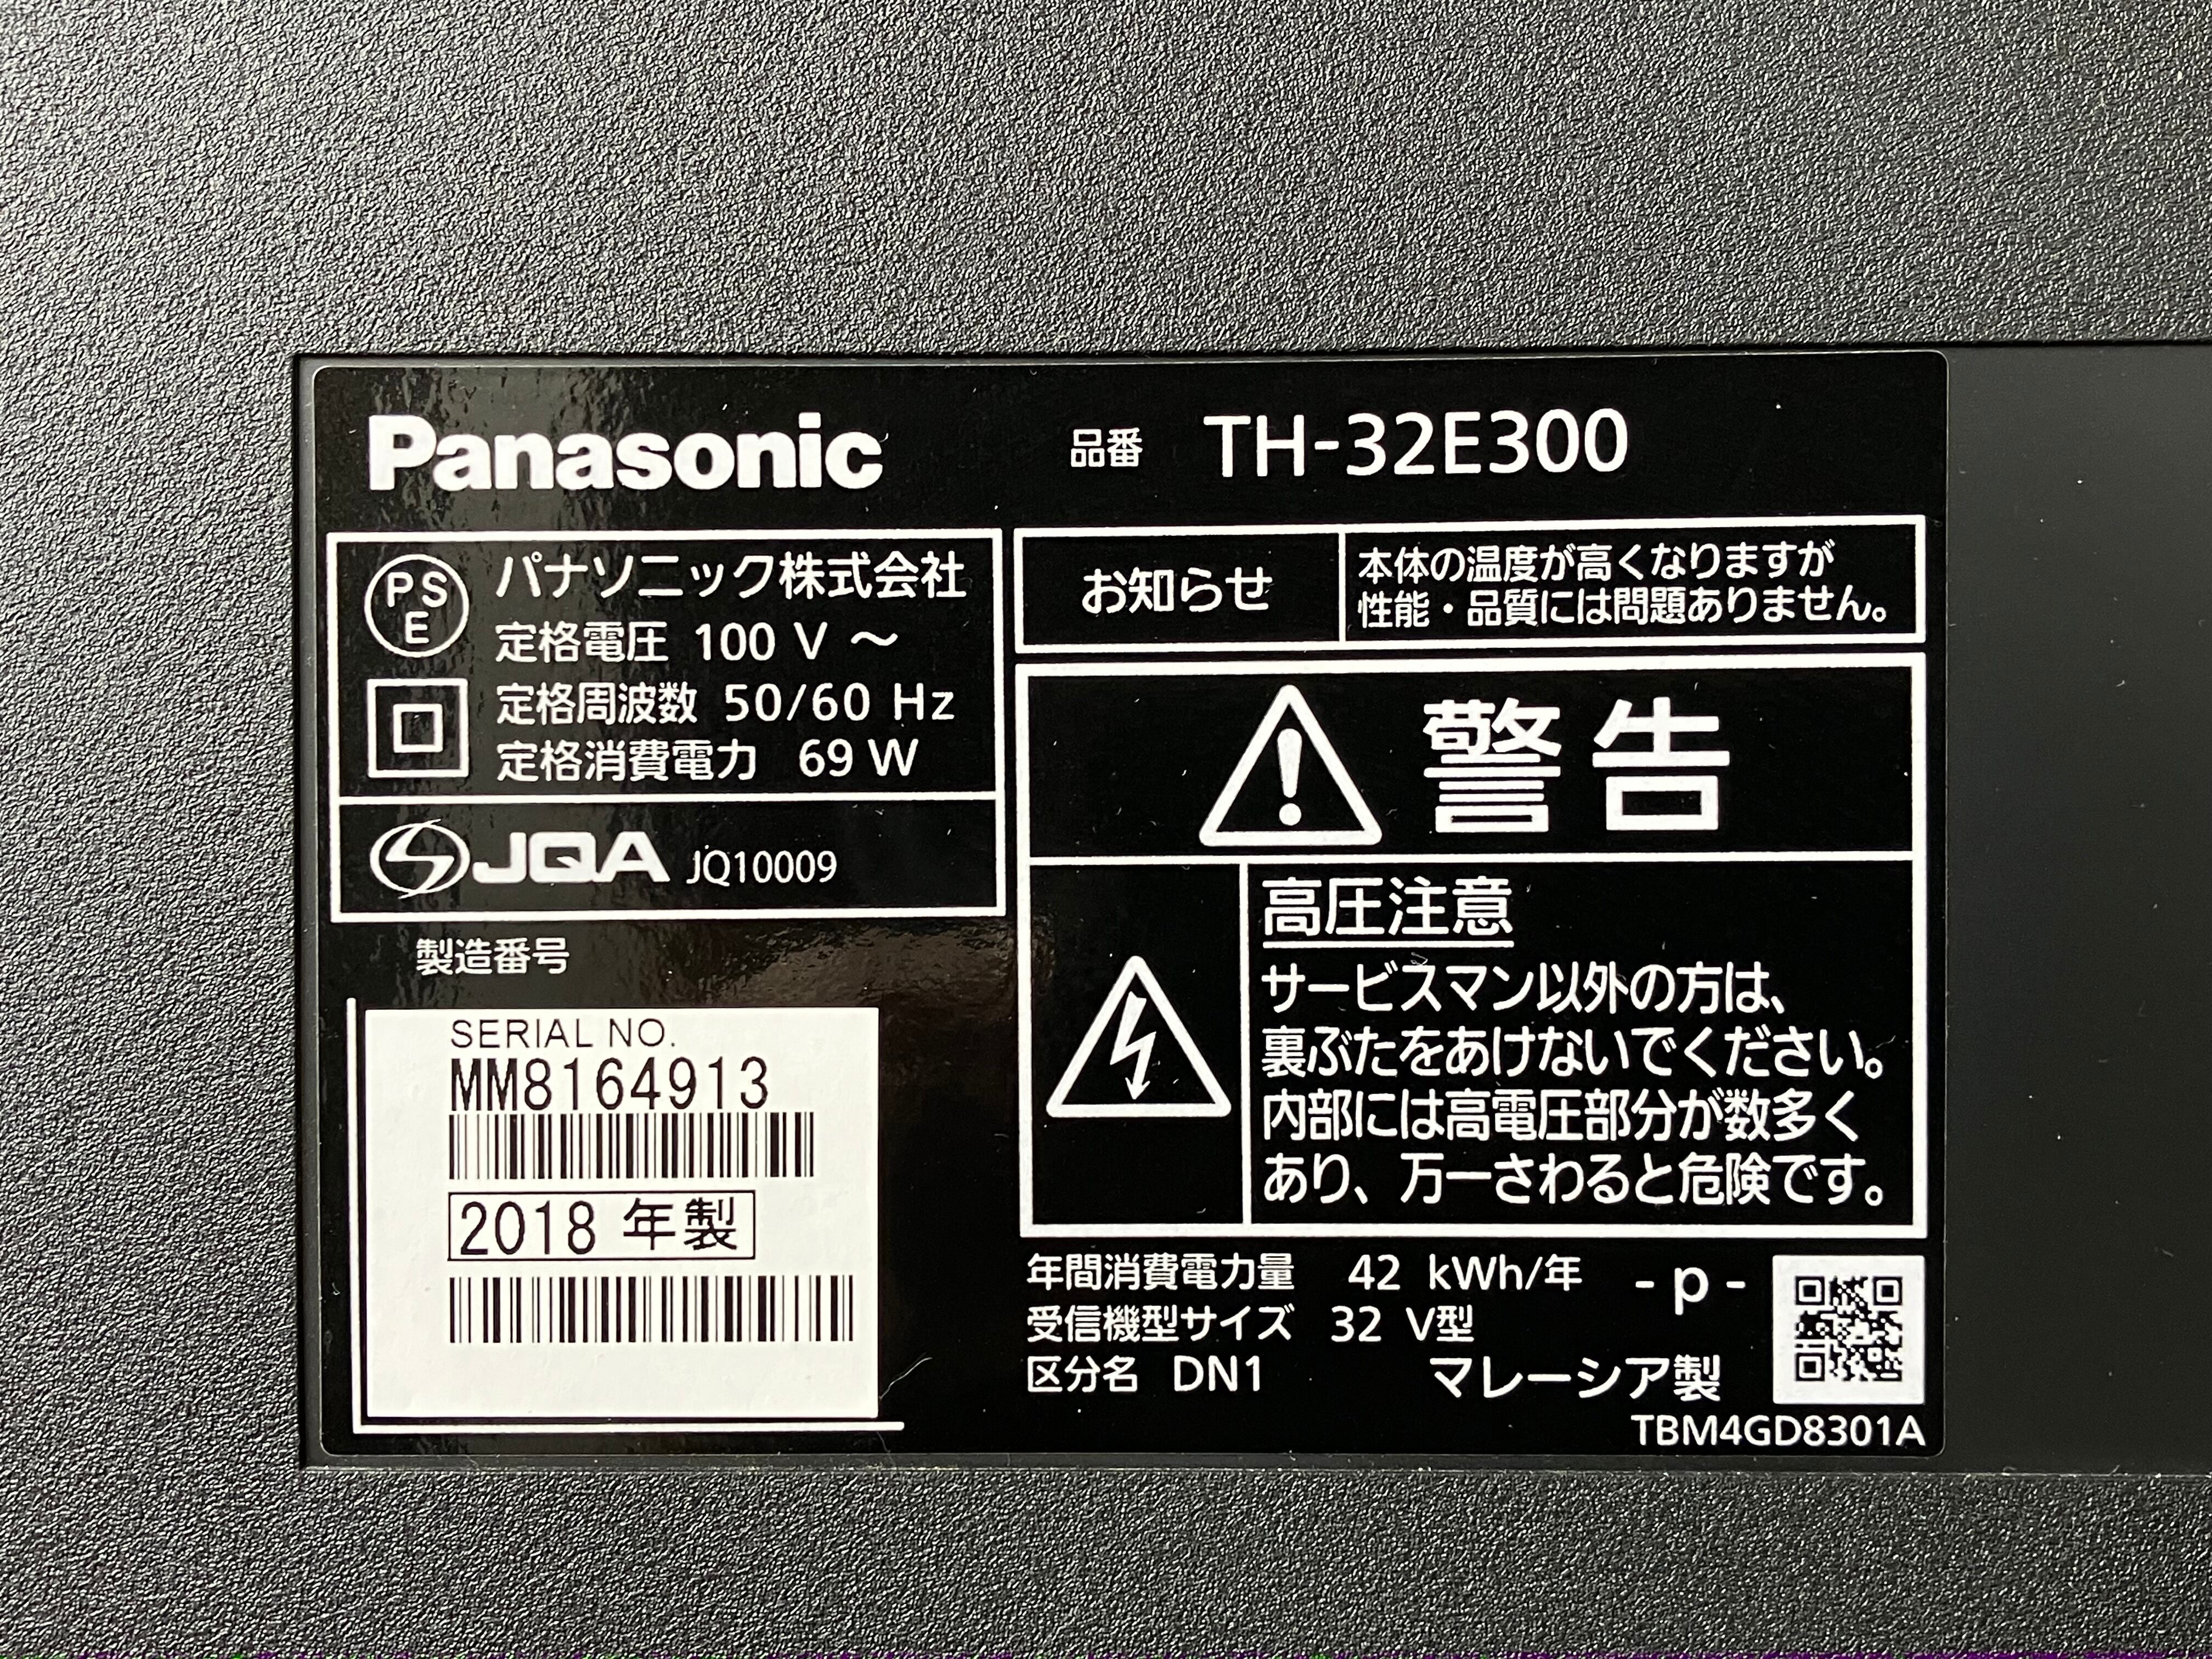 Panasonic
品番 TH-32E300
PSE
パナソニック株式会社
定格電圧 100 V ～
定格周波数 50/60 Hz
定格消費電力 69 W
JQA JQ10009
製造番号
SERIAL NO.
MM8164913
2018 年製
お知らせ
本体の温度が高くなりますが
性能・品質には問題ありません。
警告
高圧注意
サービスマン以外の方は、
裏ぶたをあけないでください。
内部には高電圧部分が数多く
あり、万一さわると危険です。
年間消費電力量 42 kWh/年 - p -
受信機型サイズ 32 V型
区分名 DN1 マレーシア製
TBM4GD8301A